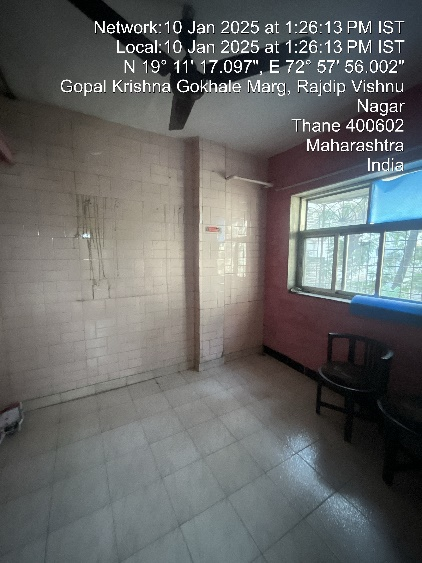 Network:10 Jan 2025 at 1:26:13 PM IST
Local:10 Jan 2025 at 1:26:13 PM IST
N 19° 11' 17.097", E 72° 57' 56.002"
Gopal Krishna Gokhale Marg, Rajdip Vishnu
Nagar
Thane 400602
Maharashtra
India